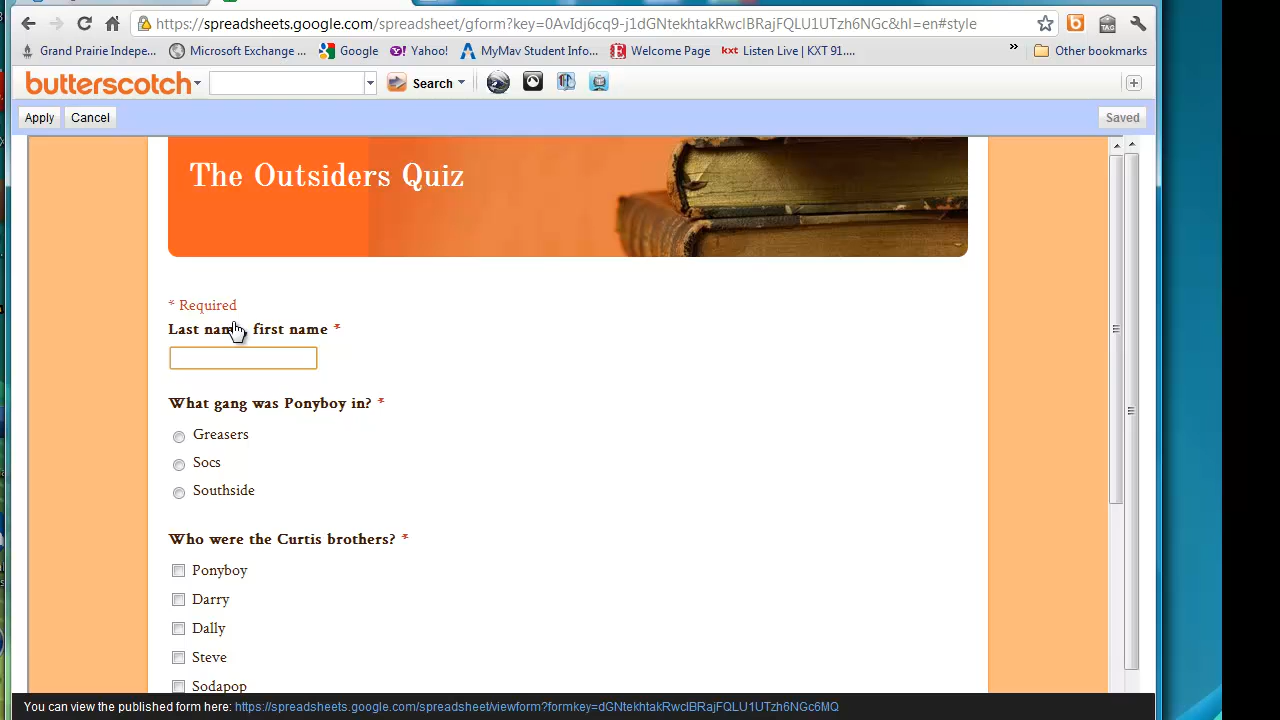 https://spreadsheets.google.com/spreadsheet/gform?key=0AvIdj6cq9-j1dGNtekhtakRwclBRajFQLU1UTzh6NGc&hl=en#style
Grand Prairie Indepe... Microsoft Exchange ... Google Yahoo! MyMav Student Info... Welcome Page kxt Listen Live | KXT 91.... » Other bookmarks
butterscotch Search
Apply Cancel Saved
The Outsiders Quiz
* Required
Last name, first name *
What gang was Ponyboy in? *
Greasers
Socs
Southside
Who were the Curtis brothers? *
Ponyboy
Darry
Dally
Steve
Sodapop
You can view the published form here: https://spreadsheets.google.com/spreadsheet/viewform?formkey=dGNtekhtakRwclBRajFQLU1UTzh6NGc6MQ